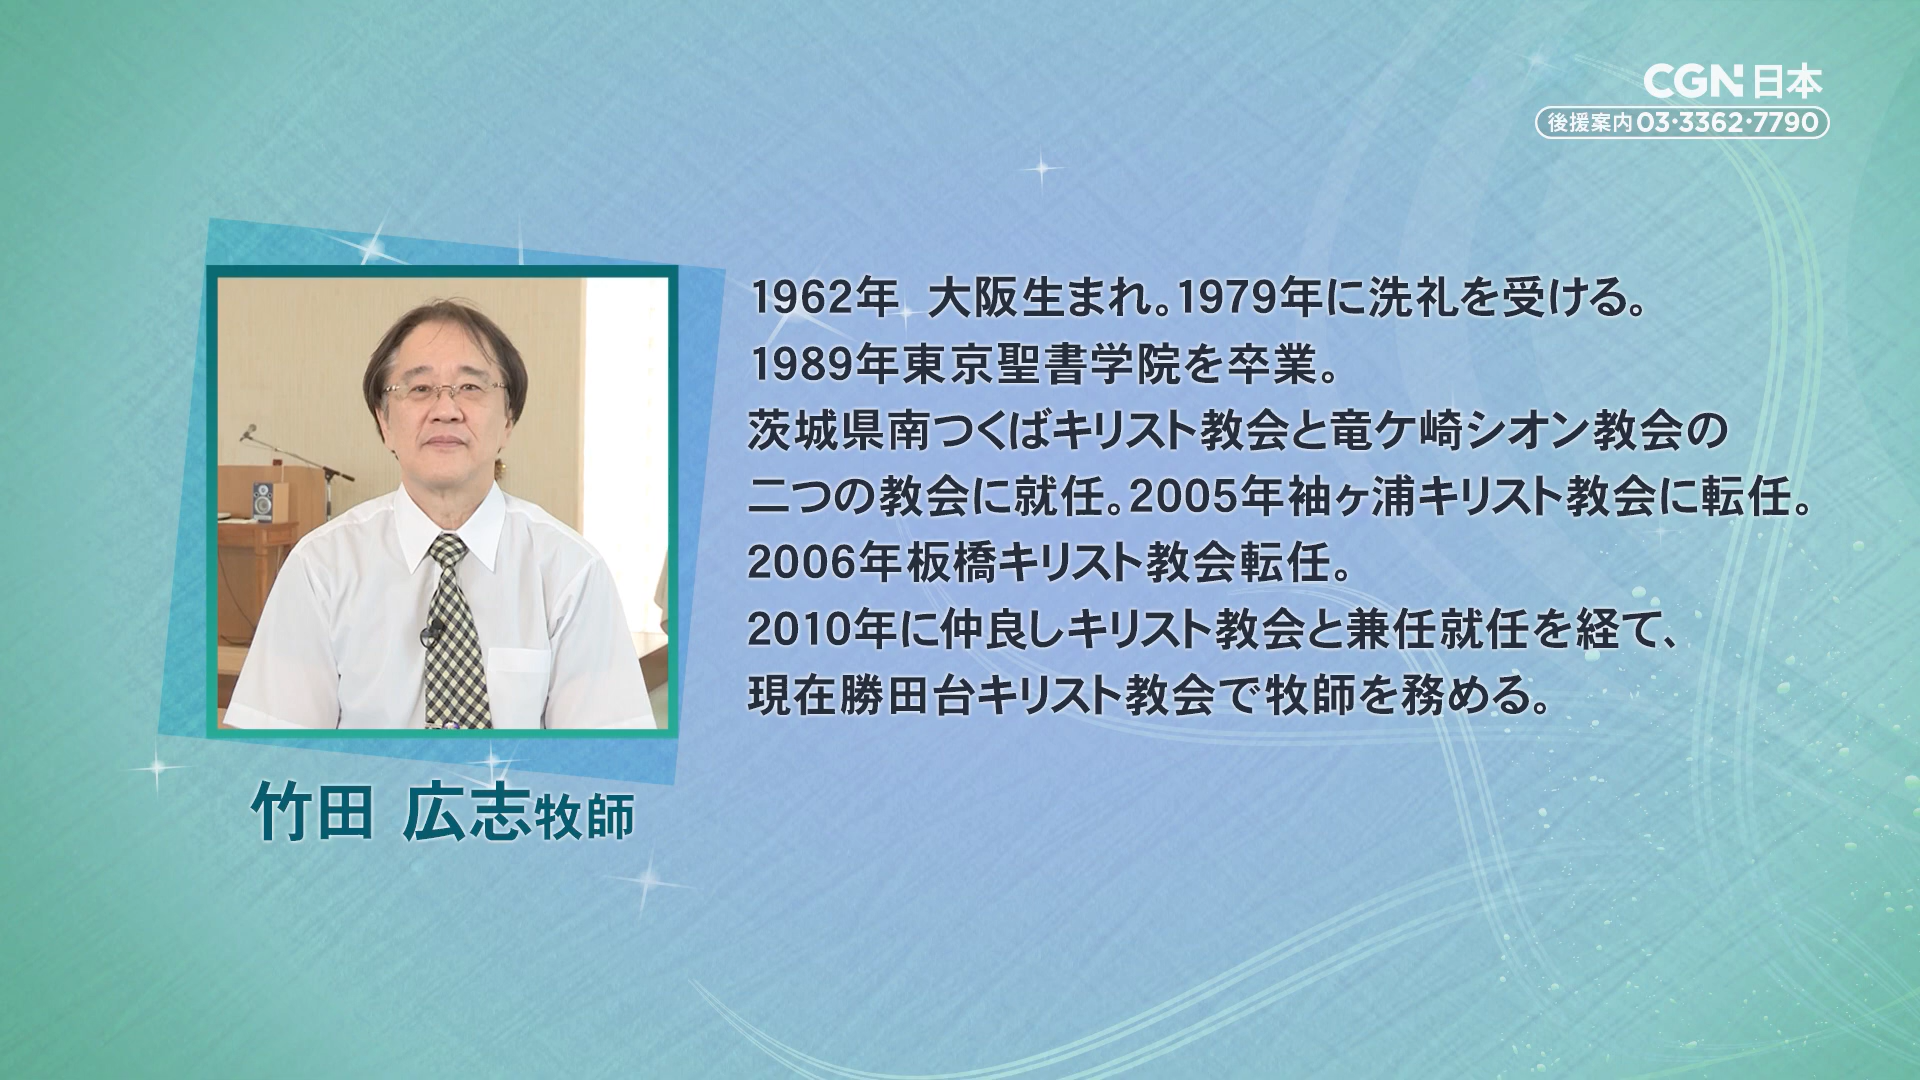 CGN日本
後援案内03·3362·7790
1962年　大阪生まれ。1979年に洗礼を受ける。
1989年東京聖書学院を卒業。
茨城県南つくばキリスト教会と竜ケ崎シオン教会の
二つの教会に就任。2005年袖ヶ浦キリスト教会に転任。
2006年板橋キリスト教会転任。
2010年に仲良しキリスト教会と兼任就任を経て、
現在勝田台キリスト教会で牧師を務める。
竹田 広志牧師